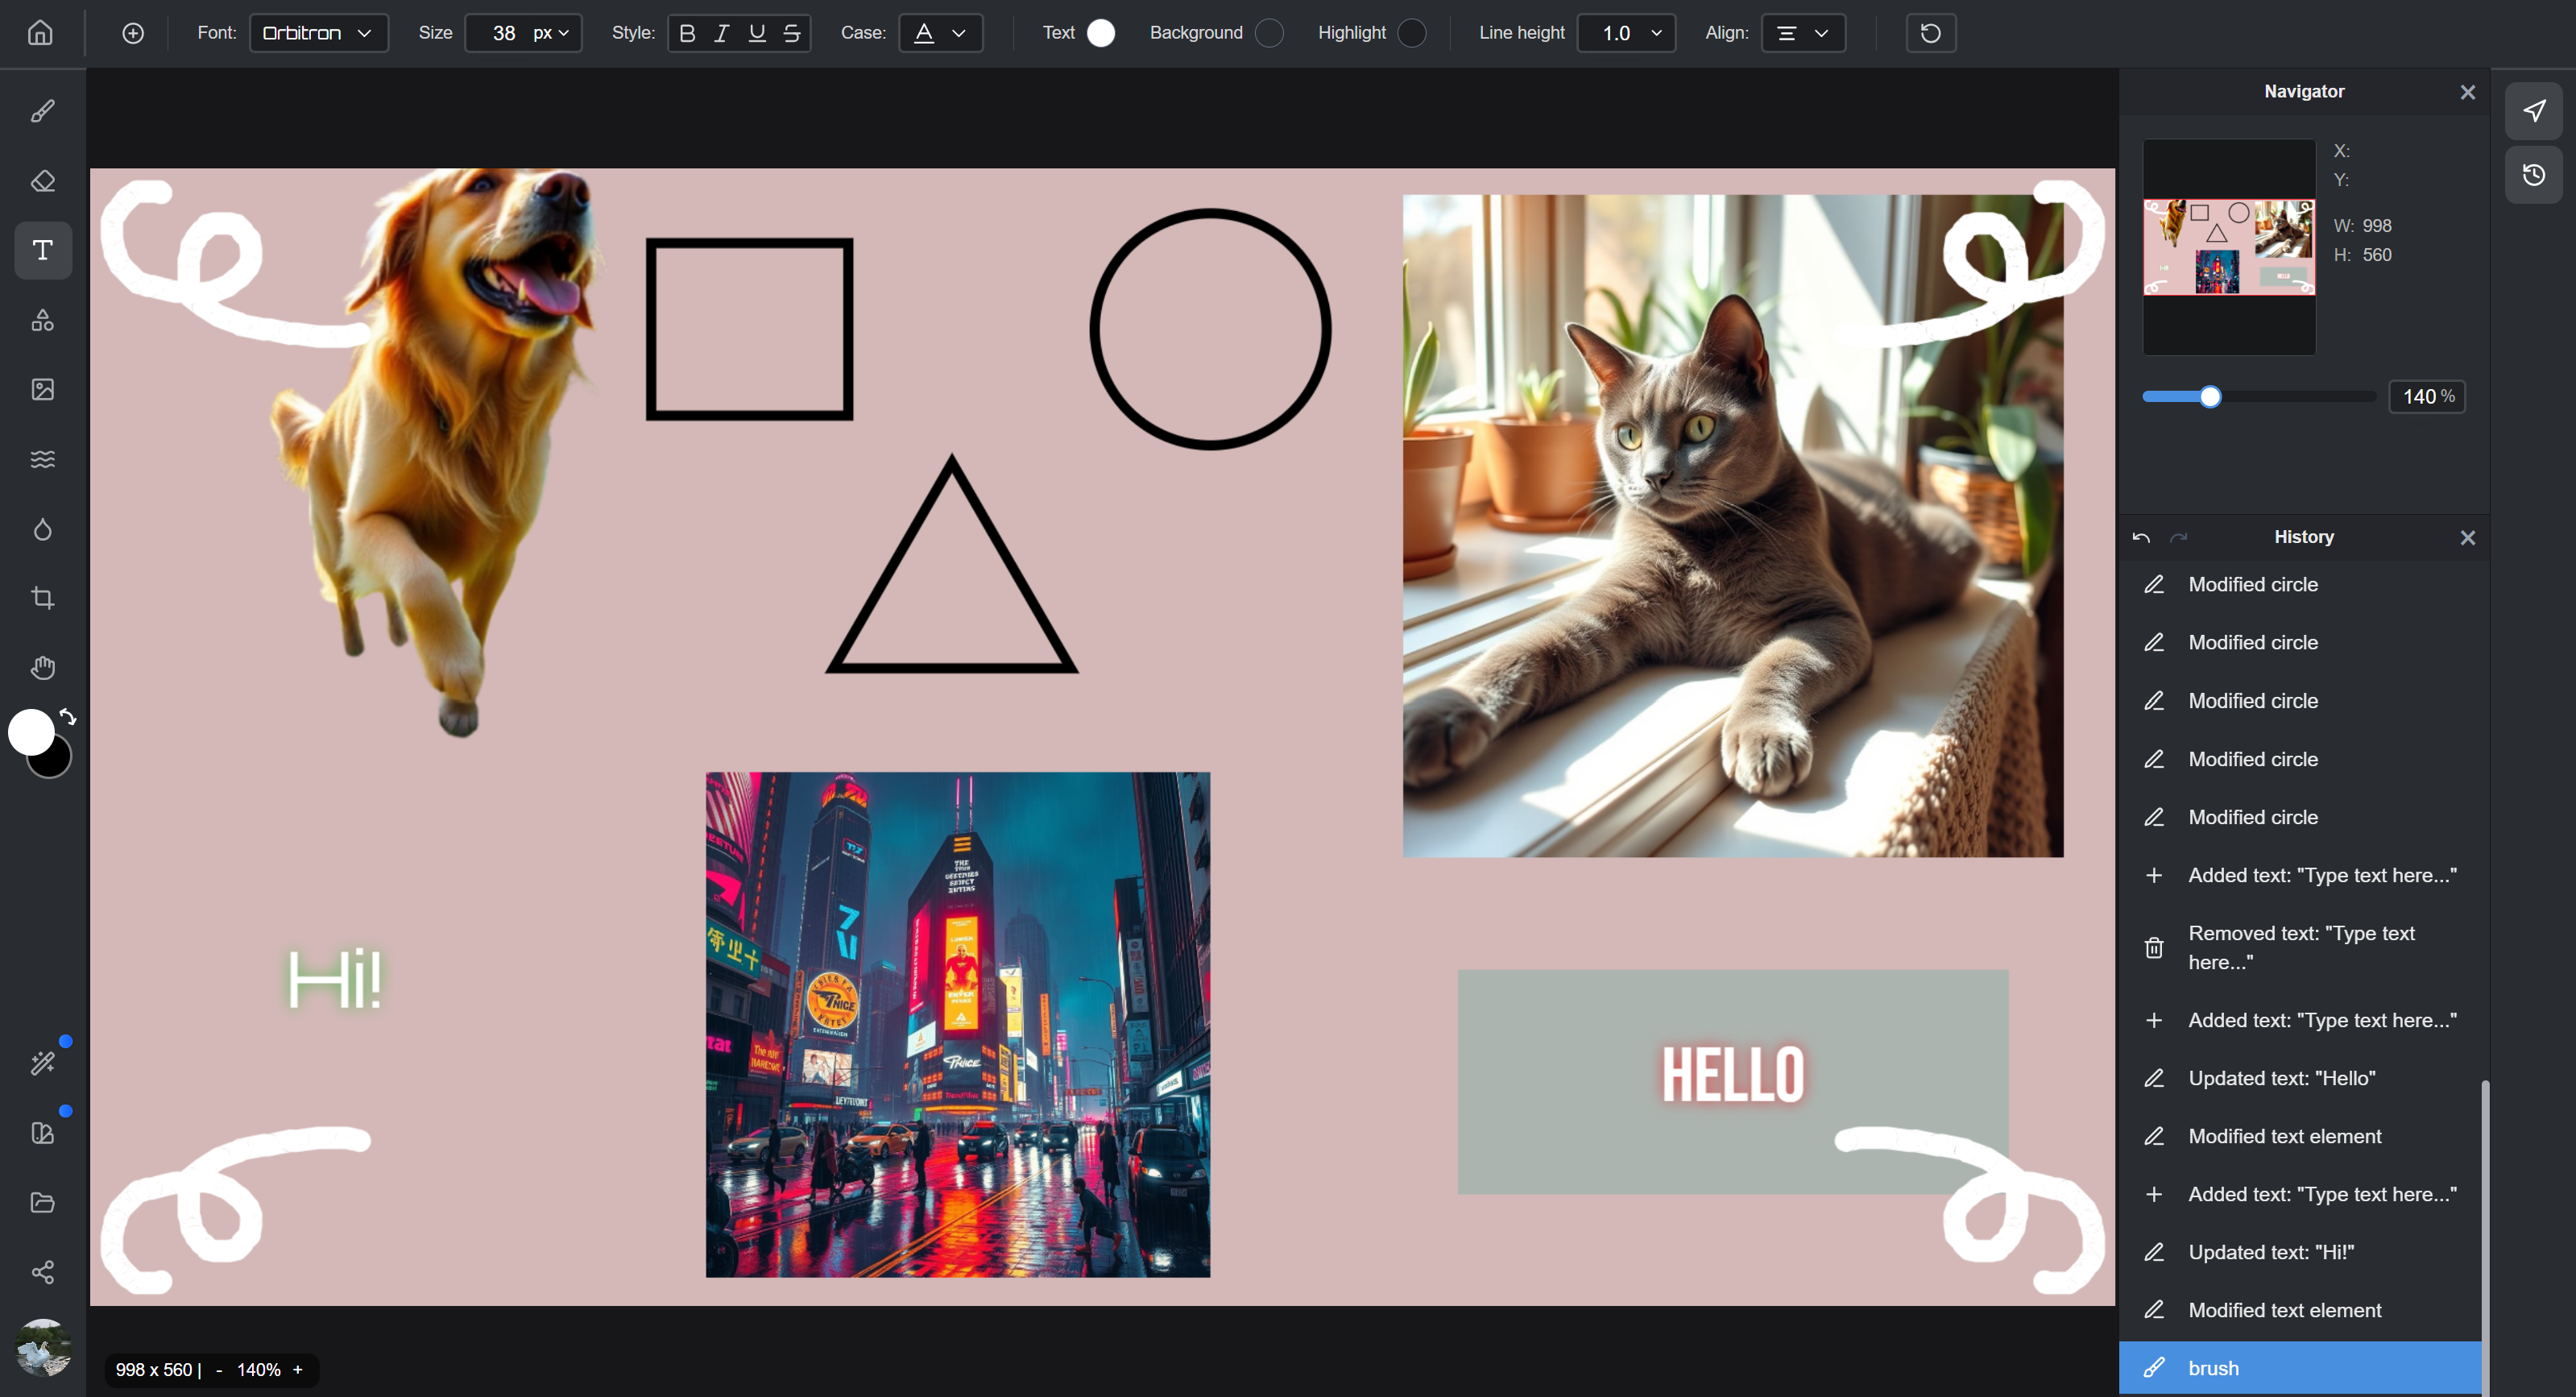 Font: Orbitron Size 38 px Style: B I U S Case: A Text Background Highlight Line height 1.0 Align:
Navigator
X:
Y:
W: 998
H: 560
140 %
History
Modified circle
Modified circle
Modified circle
Modified circle
Modified circle
Added text: "Type text here..."
Removed text: "Type text
here..."
Added text: "Type text here..."
Updated text: "Hello"
Modified text element
Added text: "Type text here..."
Updated text: "Hi!"
Modified text element
brush
Hi!
HELLO
998 x 560 | - 140% +